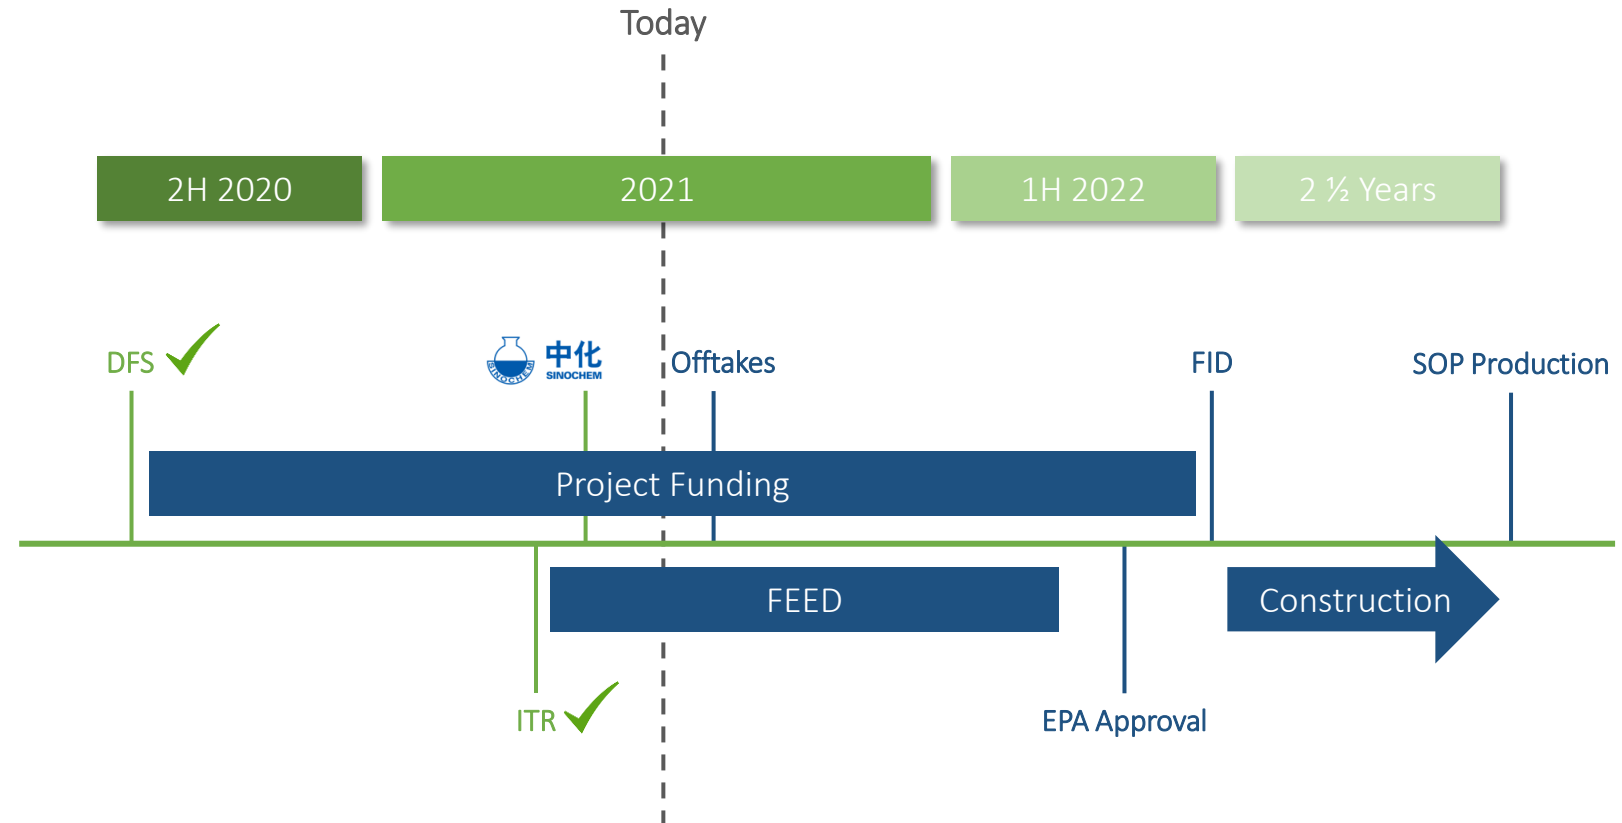 Today
2H 2020
2021
1H 2022
2 ½ Years
DFS
中化
SINOCHEM
SINOCHEM
Offtakes
FID
SOP Production
Project Funding
FEED
Construction
ITR
EPA Approval